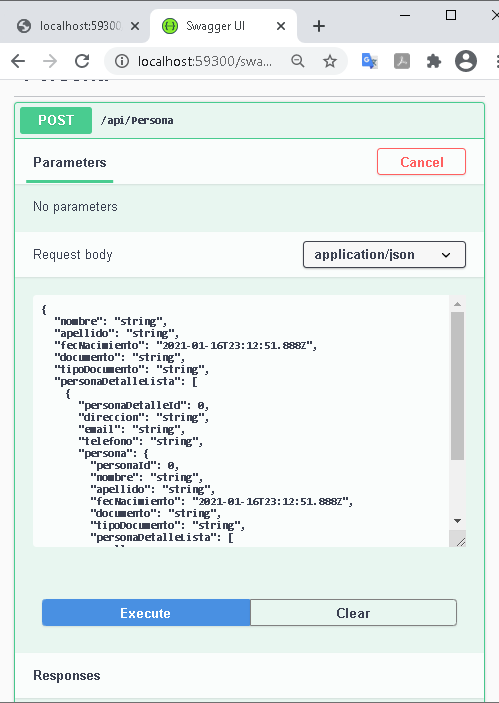 localhost:59300
Swagger UI
localhost:59300/swa...
Persona
POST /api/Persona
Parameters
Cancel
No parameters
Request body
application/json
{
"nombre": "string",
"apellido": "string",
"fecNacimiento": "2021-01-16T23:12:51.888Z",
"documento": "string",
"tipoDocumento": "string",
"personaDetalleLista": [
{
"personaDetalleId": 0,
"direccion": "string",
"email": "string",
"telefono": "string",
"persona": {
"personaId": 0,
"nombre": "string",
"apellido": "string",
"fecNacimiento": "2021-01-16T23:12:51.888Z",
"documento": "string",
"tipoDocumento": "string",
"personaDetalleLista": [
Execute
Clear
Responses